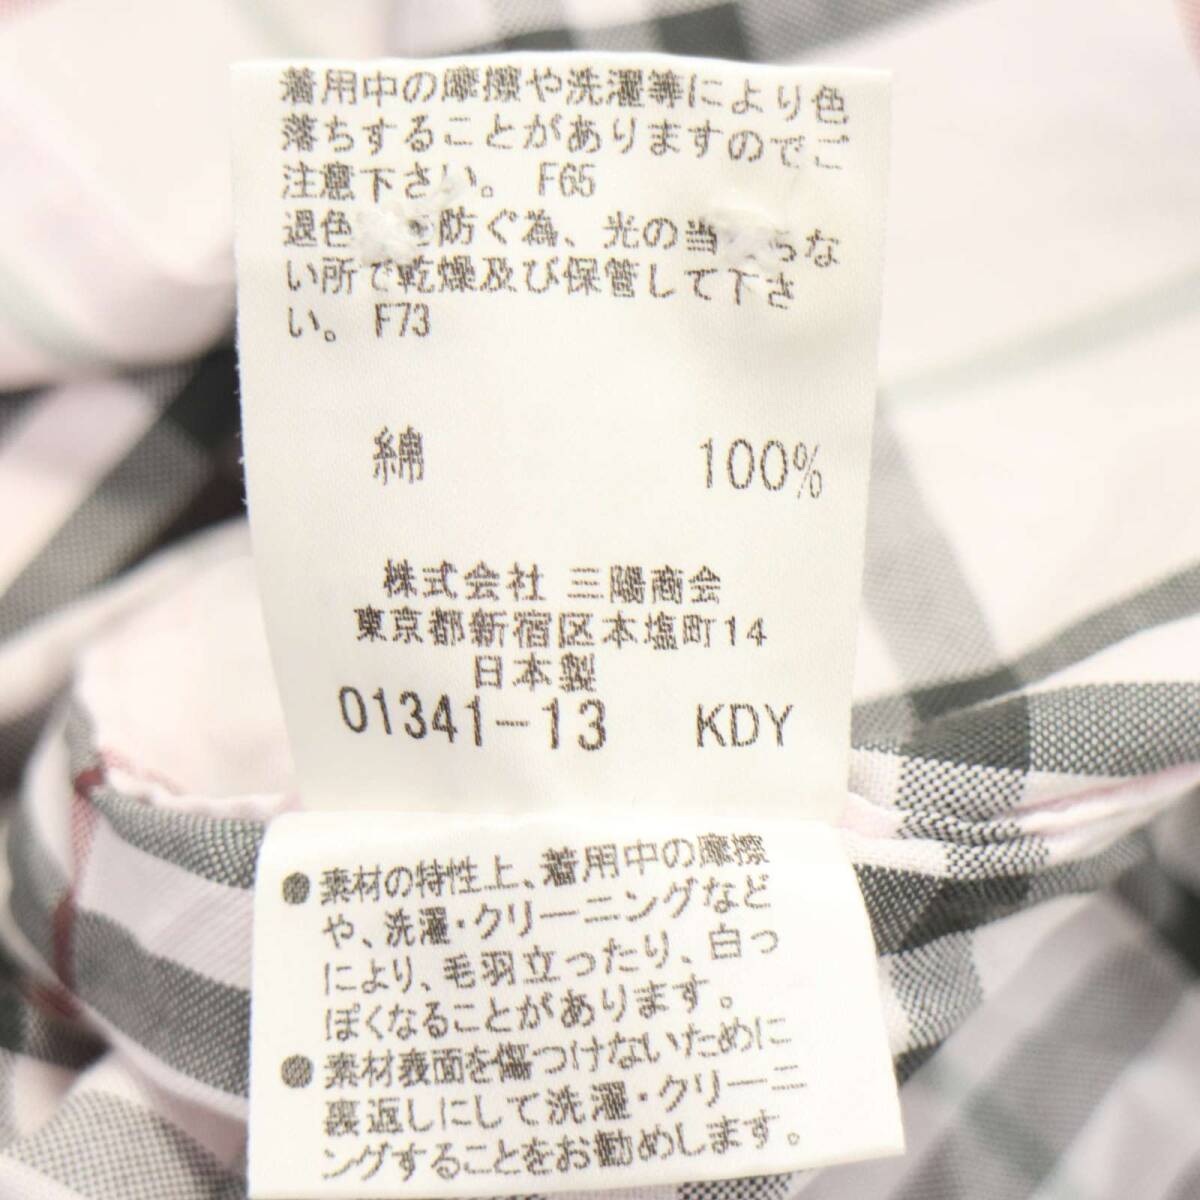 着用中の摩擦や洗濯等により色
落ちすることがありますのでご
注意下さい。 F65
退色 防ぐ為、光の当 らな
い所で乾燥及び保管して下さ
い。 F73
綿 100%
株式会社 三陽商会
東京都新宿区本塩町14
日本製
01341-13 KDY
●素材の特性上、着用中の摩擦
や、洗濯・クリーニングなど
により、毛羽立ったり、白っ
ぽくなることがあります。
●素材表面を傷つけないために
裏返しにして洗濯・クリーニ
ングすることをお勧めします。